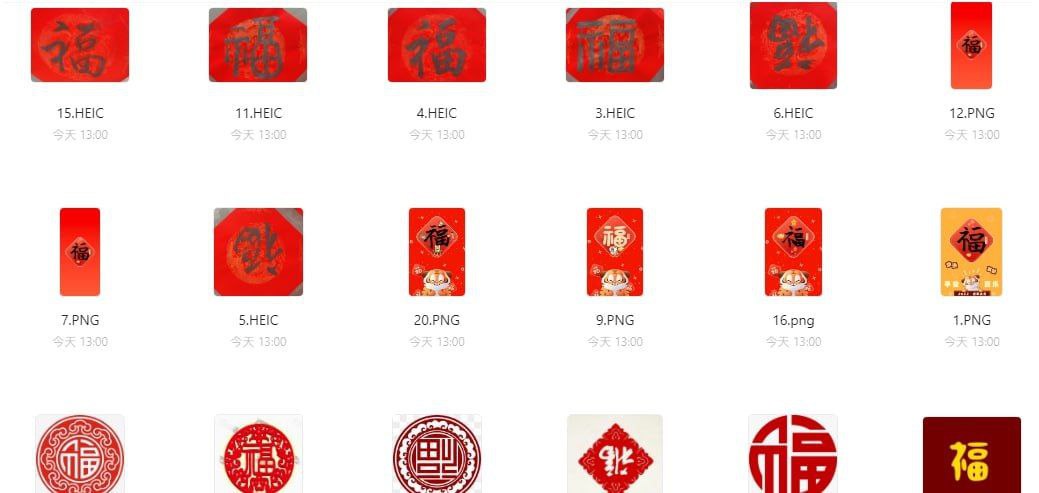 福
福
福
福
福
福
15.HEIC
11.HEIC
4.HEIC
3.HEIC
6.HEIC
12.PNG
今天 13:00
今天 13:00
今天 13:00
今天 13:00
今天 13:00
今天 13:00
福
福
福
福
福
福
7.PNG
5.HEIC
20.PNG
9.PNG
16.png
1.PNG
今天 13:00
今天 13:00
今天 13:00
今天 13:00
今天 13:00
今天 13:00
福
福
福
福
福
福